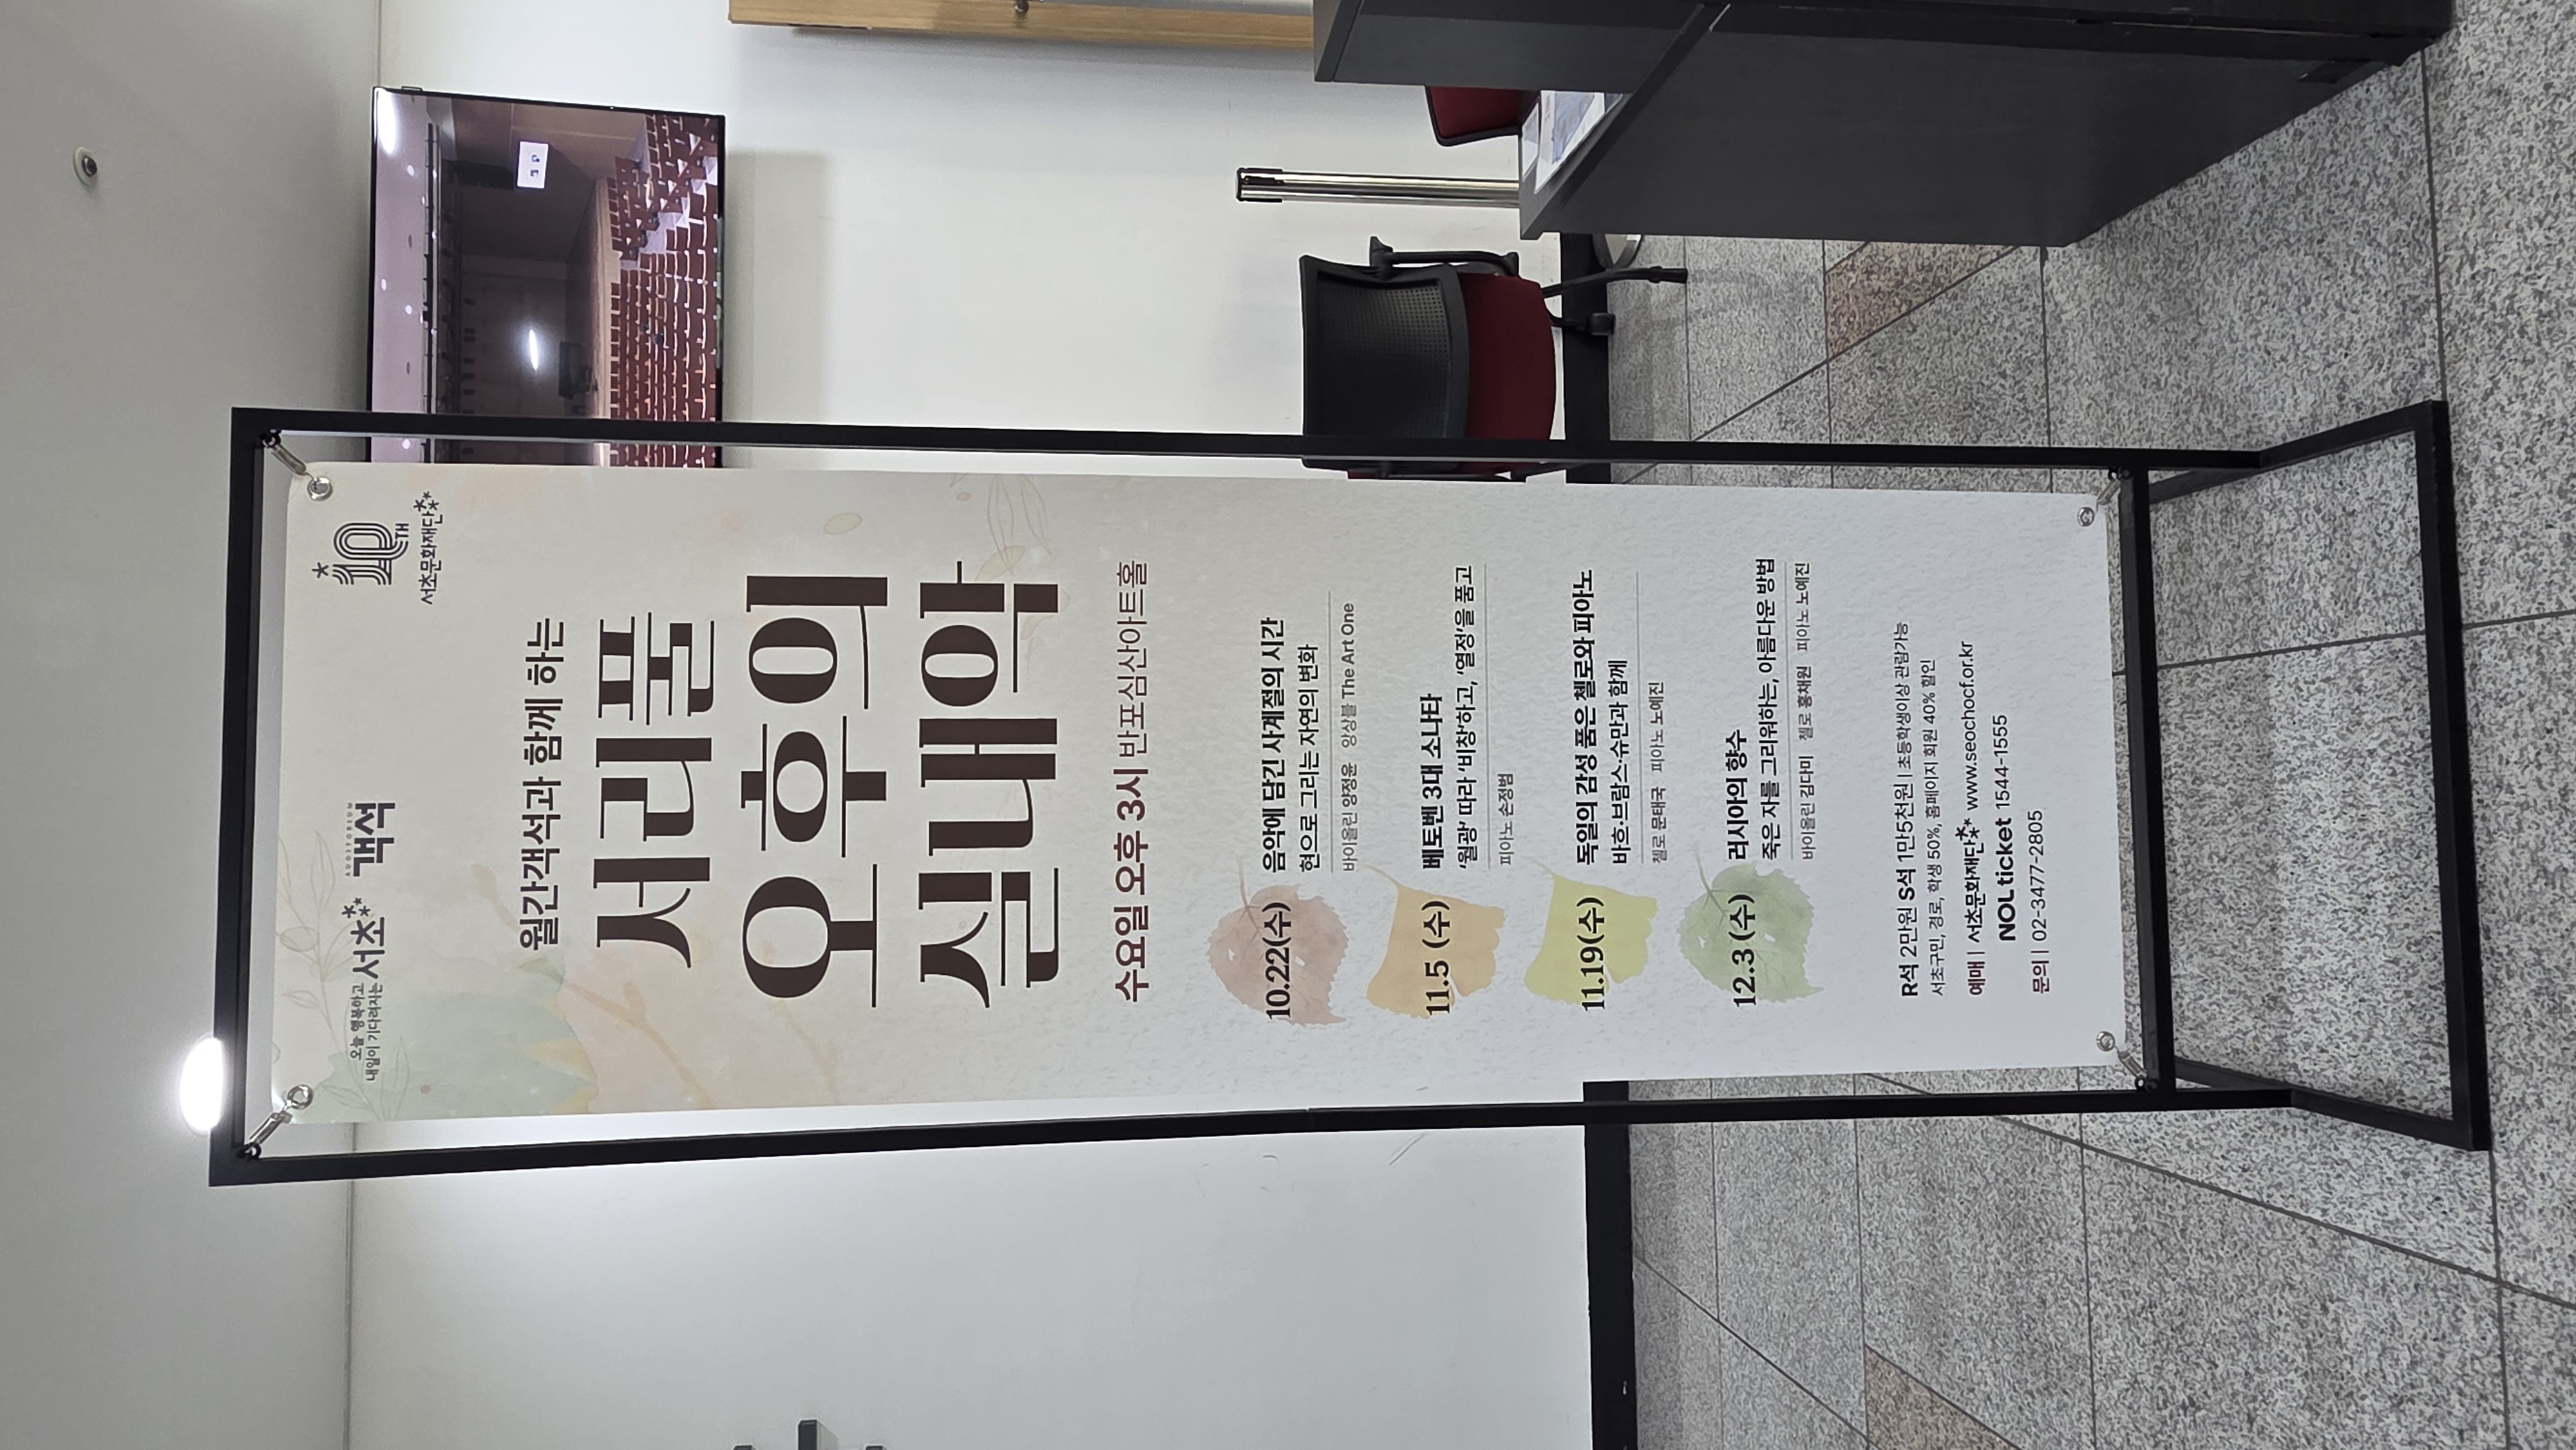 오늘 행복하고
내일이 기다려지는 서초
AUDITORIUM
객석
10TH
서초문화재단
월간객석과 함께 하는
서리풀
오후의
실내악
수요일 오후 3시 반포심산아트홀
10.22(수)
음악에 담긴 사계절의 시간
현으로 그리는 자연의 변화
바이올린 양정윤 앙상블 The Art One
11.5 (수)
베토벤 3대 소나타
'월광' 따라 '비창'하고, '열정'을 품고
피아노 손정범
11.19(수)
독일의 감성 품은 첼로와 피아노
바흐·브람스·슈만과 함께
첼로 문태국 피아노 노예진
12.3 (수)
러시아의 향수
죽은 자를 그리워하는, 아름다운 방법
바이올린 김다미 첼로 홍채원 피아노 노예진
R석 2만원 S석 1만5천원 | 초등학생이상 관람가능
서초구민, 경로, 학생 50%, 홈페이지 회원 40% 할인
예매 | 서초문화재단 www.seochocf.or.kr
NOL ticket 1544-1555
문의 | 02-3477-2805